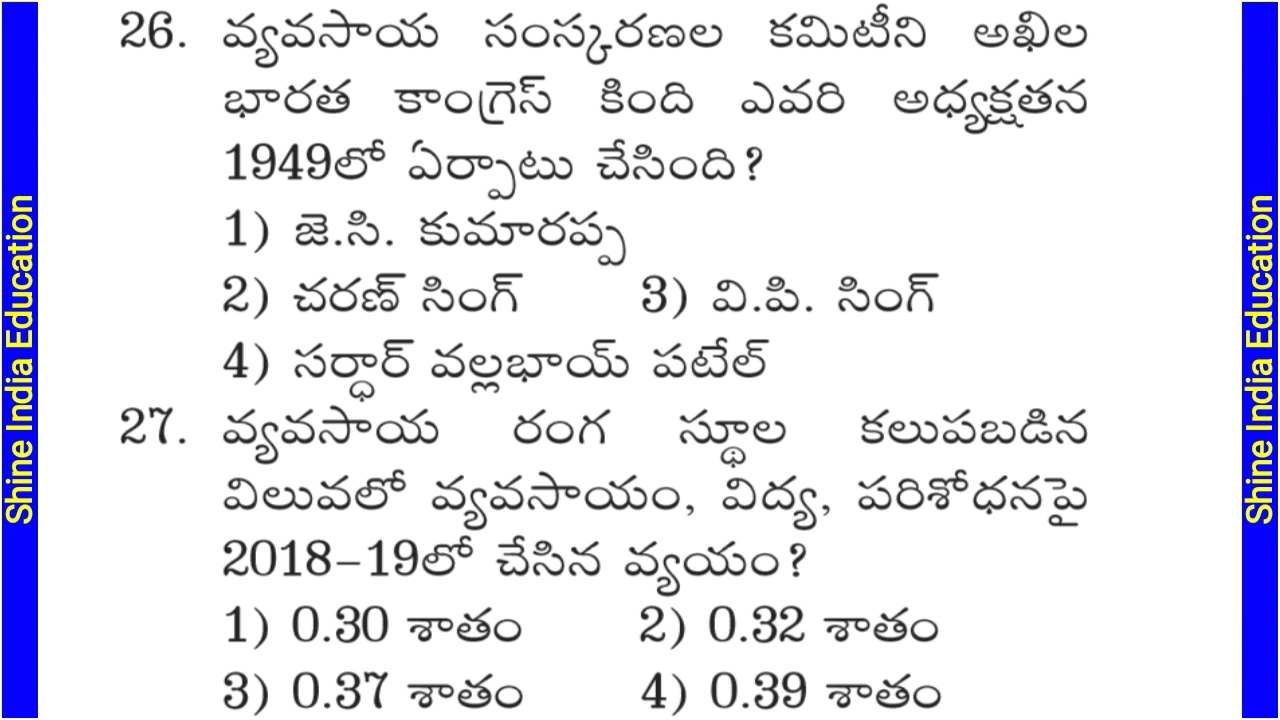 26. వ్యవసాయ సంస్కరణల కమిటీని అఖిల
భారత కాంగ్రెస్ కింది ఎవరి అధ్యక్షతన
1949లో ఏర్పాటు చేసింది?
1) జె.సి. కుమారప్ప
2) చరణ్ సింగ్ 3) వి.పి. సింగ్
4) సర్ధార్ వల్లభాయ్ పటేల్
27. వ్యవసాయ రంగ స్థూల కలుపబడిన
విలువలో వ్యవసాయం, విద్య, పరిశోధనపై
2018-19లో చేసిన వ్యయం?
1) 0.30 శాతం 2) 0.32 శాతం
3) 0.37 శాతం 4) 0.39 శాతం
Shine India Education
Shine India Education